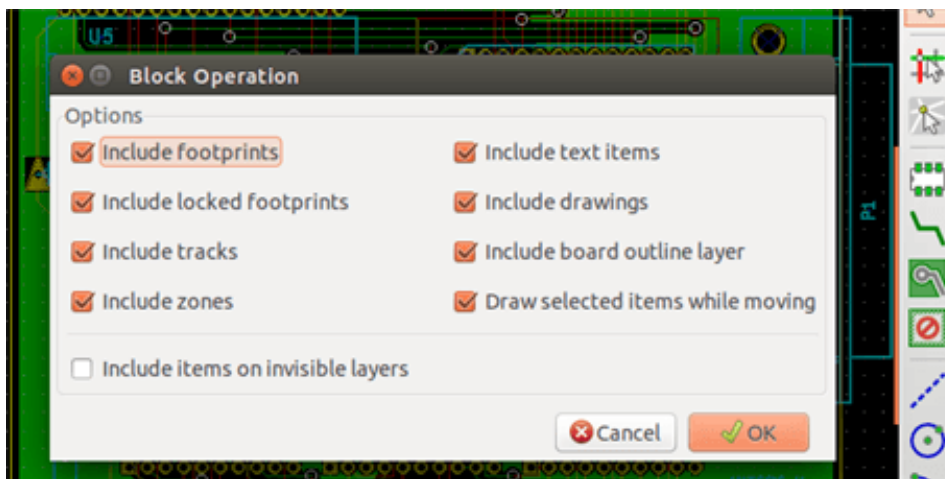 U5
Block Operation
Options
Include footprints
Include text items
Include locked footprints
Include drawings
Include tracks
Include board outline layer
Include zones
Draw selected items while moving
Include items on invisible layers
Cancel
OK
P1